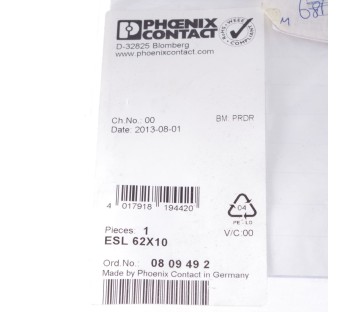 PHOENIX
CONTACT
D-32825 Blomberg
www.phoenixcontact.com
Ch.No.: 00
BM: PRDR
Date: 2013-08-01
4 017918 194420
04
PE-LD
Pieces: 1
V/C:00
ESL 62X10
Ord.No.: 08 09 49 2
Made by Phoenix Contact in Germany